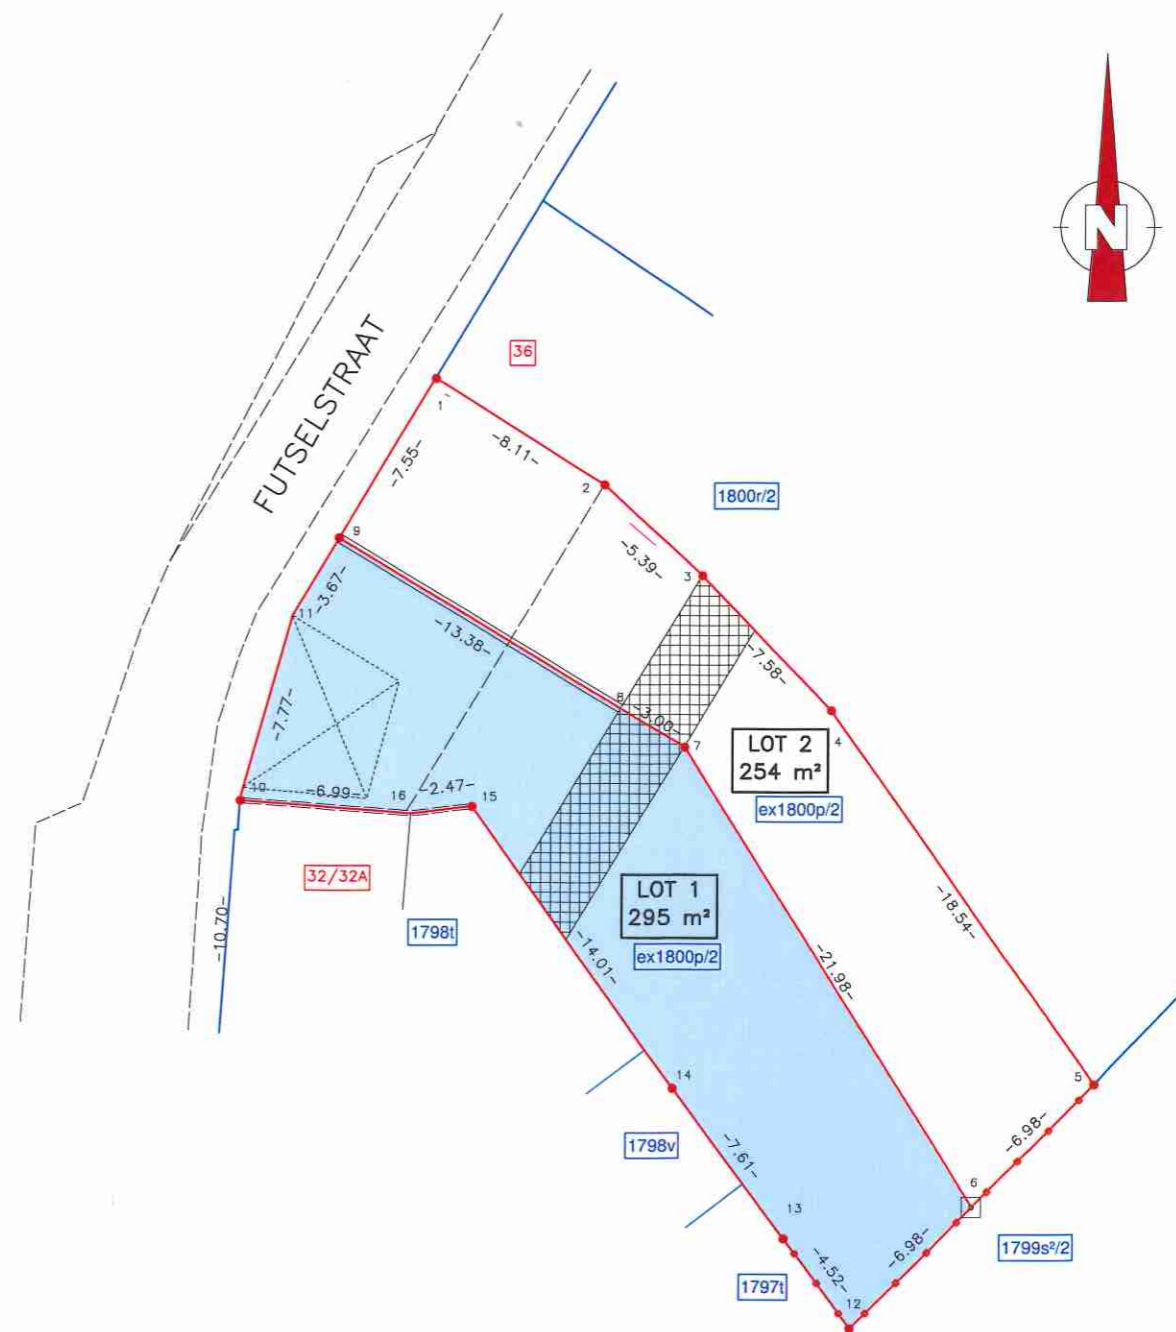 N
36
FUTSELSTRAAT
1
-8.11-
-7.55-
2
1800r/2
9
-5.39-
3
11
-3.67-
-13.38-
-7.58-
8
-3.00-
7
4
LOT 2
254 m²
ex1800p/2
-7.77-
10
-6.99-
16
-2.47-
15
32/32A
LOT 1
295 m²
1798t
-10.70-
ex1800p/2
-14.01-
-18.54-
-21.98-
14
5
1798v
-7.61-
-6.98-
6
13
1799s²/2
-6.98-
-4.52-
1797t
12